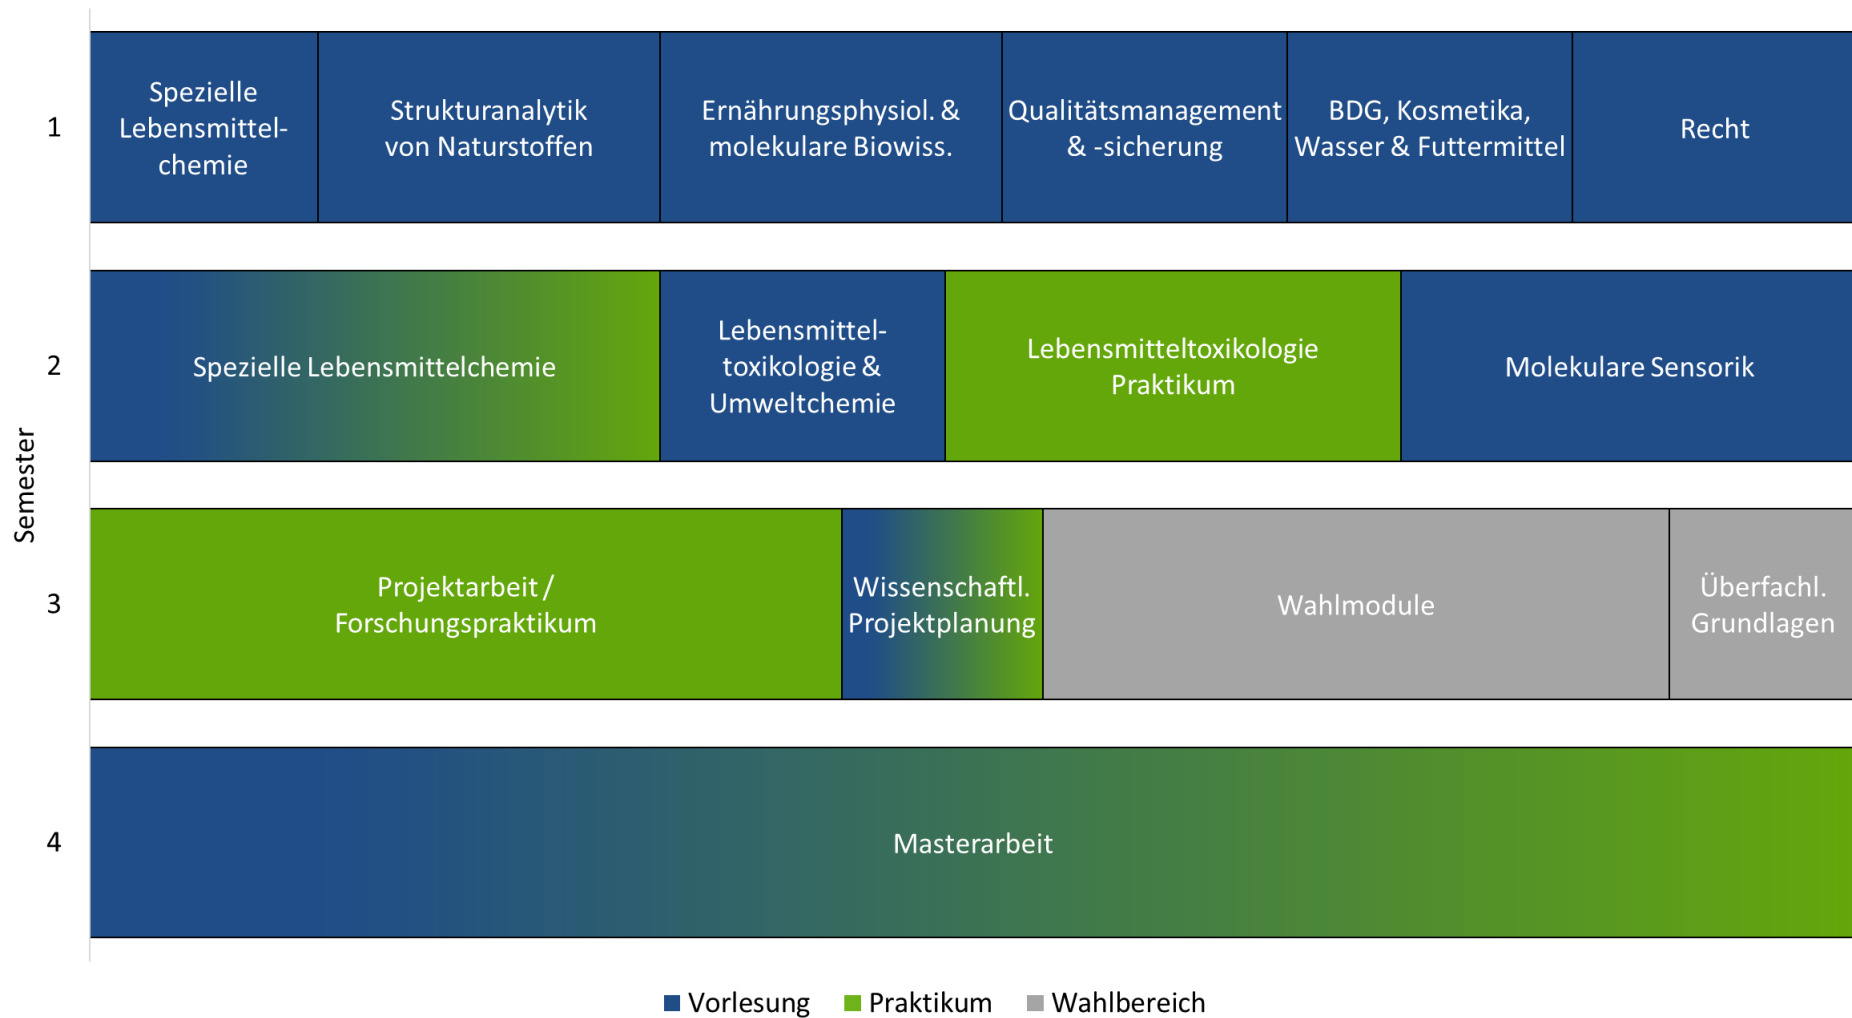 Semester
1
Spezielle
Lebensmittel-
chemie
Strukturanalytik
von Naturstoffen
Ernährungsphysiol. &
molekulare Biowiss.
Qualitätsmanagement
& -sicherung
BDG, Kosmetika,
Wasser & Futtermittel
Recht
2
Spezielle Lebensmittelchemie
Lebensmittel-
toxikologie &
Umweltchemie
Lebensmitteltoxikologie
Praktikum
Molekulare Sensorik
3
Projektarbeit /
Forschungspraktikum
Wissenschaftl.
Projektplanung
Wahlmodule
Überfachl.
Grundlagen
4
Masterarbeit
Vorlesung
Praktikum
Wahlbereich